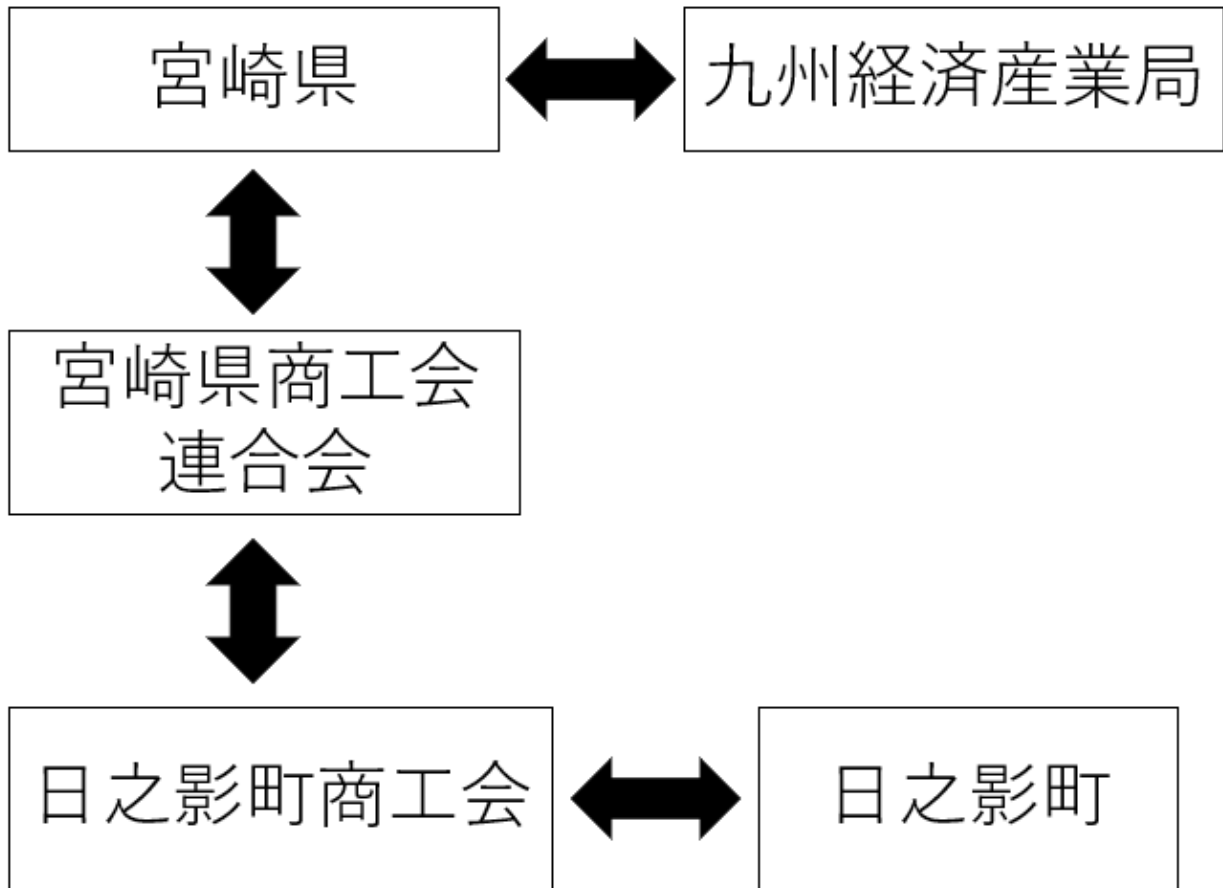 宮崎県
九州経済産業局
宮崎県商工会
連合会
日之影町商工会
日之影町